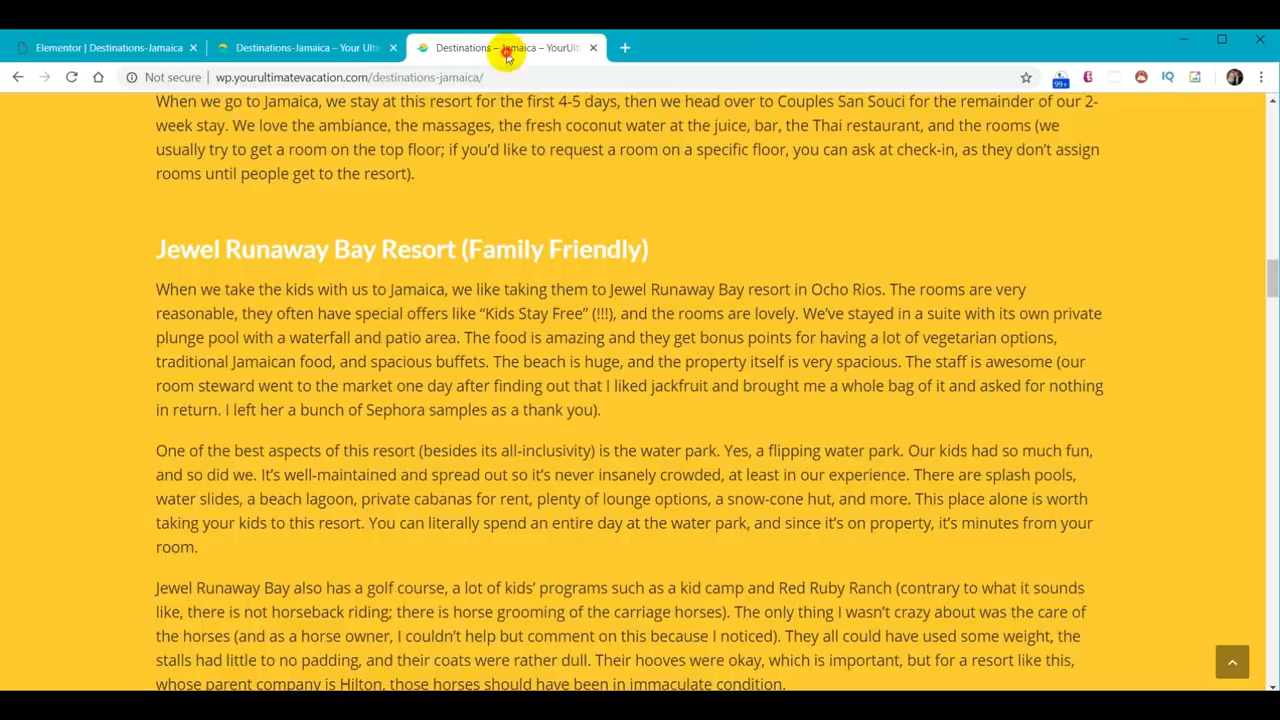 Elementor | Destinations-Jamaica
Destinations-Jamaica – Your Ulti
Destinations – Jamaica – YourUlt
Not secure
wp.yourultimatevacation.com/destinations-jamaica/
99+
IQ
When we go to Jamaica, we stay at this resort for the first 4-5 days, then we head over to Couples San Souci for the remainder of our 2-
week stay. We love the ambiance, the massages, the fresh coconut water at the juice, bar, the Thai restaurant, and the rooms (we
usually try to get a room on the top floor; if you’d like to request a room on a specific floor, you can ask at check-in, as they don’t assign
rooms until people get to the resort).
Jewel Runaway Bay Resort (Family Friendly)
When we take the kids with us to Jamaica, we like taking them to Jewel Runaway Bay resort in Ocho Rios. The rooms are very
reasonable, they often have special offers like “Kids Stay Free” (!!!), and the rooms are lovely. We’ve stayed in a suite with its own private
plunge pool with a waterfall and patio area. The food is amazing and they get bonus points for having a lot of vegetarian options,
traditional Jamaican food, and spacious buffets. The beach is huge, and the property itself is very spacious. The staff is awesome (our
room steward went to the market one day after finding out that I liked jackfruit and brought me a whole bag of it and asked for nothing
in return. I left her a bunch of Sephora samples as a thank you).
One of the best aspects of this resort (besides its all-inclusivity) is the water park. Yes, a flipping water park. Our kids had so much fun,
and so did we. It’s well-maintained and spread out so it’s never insanely crowded, at least in our experience. There are splash pools,
water slides, a beach lagoon, private cabanas for rent, plenty of lounge options, a snow-cone hut, and more. This place alone is worth
taking your kids to this resort. You can literally spend an entire day at the water park, and since it’s on property, it’s minutes from your
room.
Jewel Runaway Bay also has a golf course, a lot of kids’ programs such as a kid camp and Red Ruby Ranch (contrary to what it sounds
like, there is not horseback riding; there is horse grooming of the carriage horses). The only thing I wasn’t crazy about was the care of
the horses (and as a horse owner, I couldn’t help but comment on this because I noticed). They all could have used some weight, the
stalls had little to no padding, and their coats were rather dull. Their hooves were okay, which is important, but for a resort like this,
whose parent company is Hilton, those horses should have been in immaculate condition.